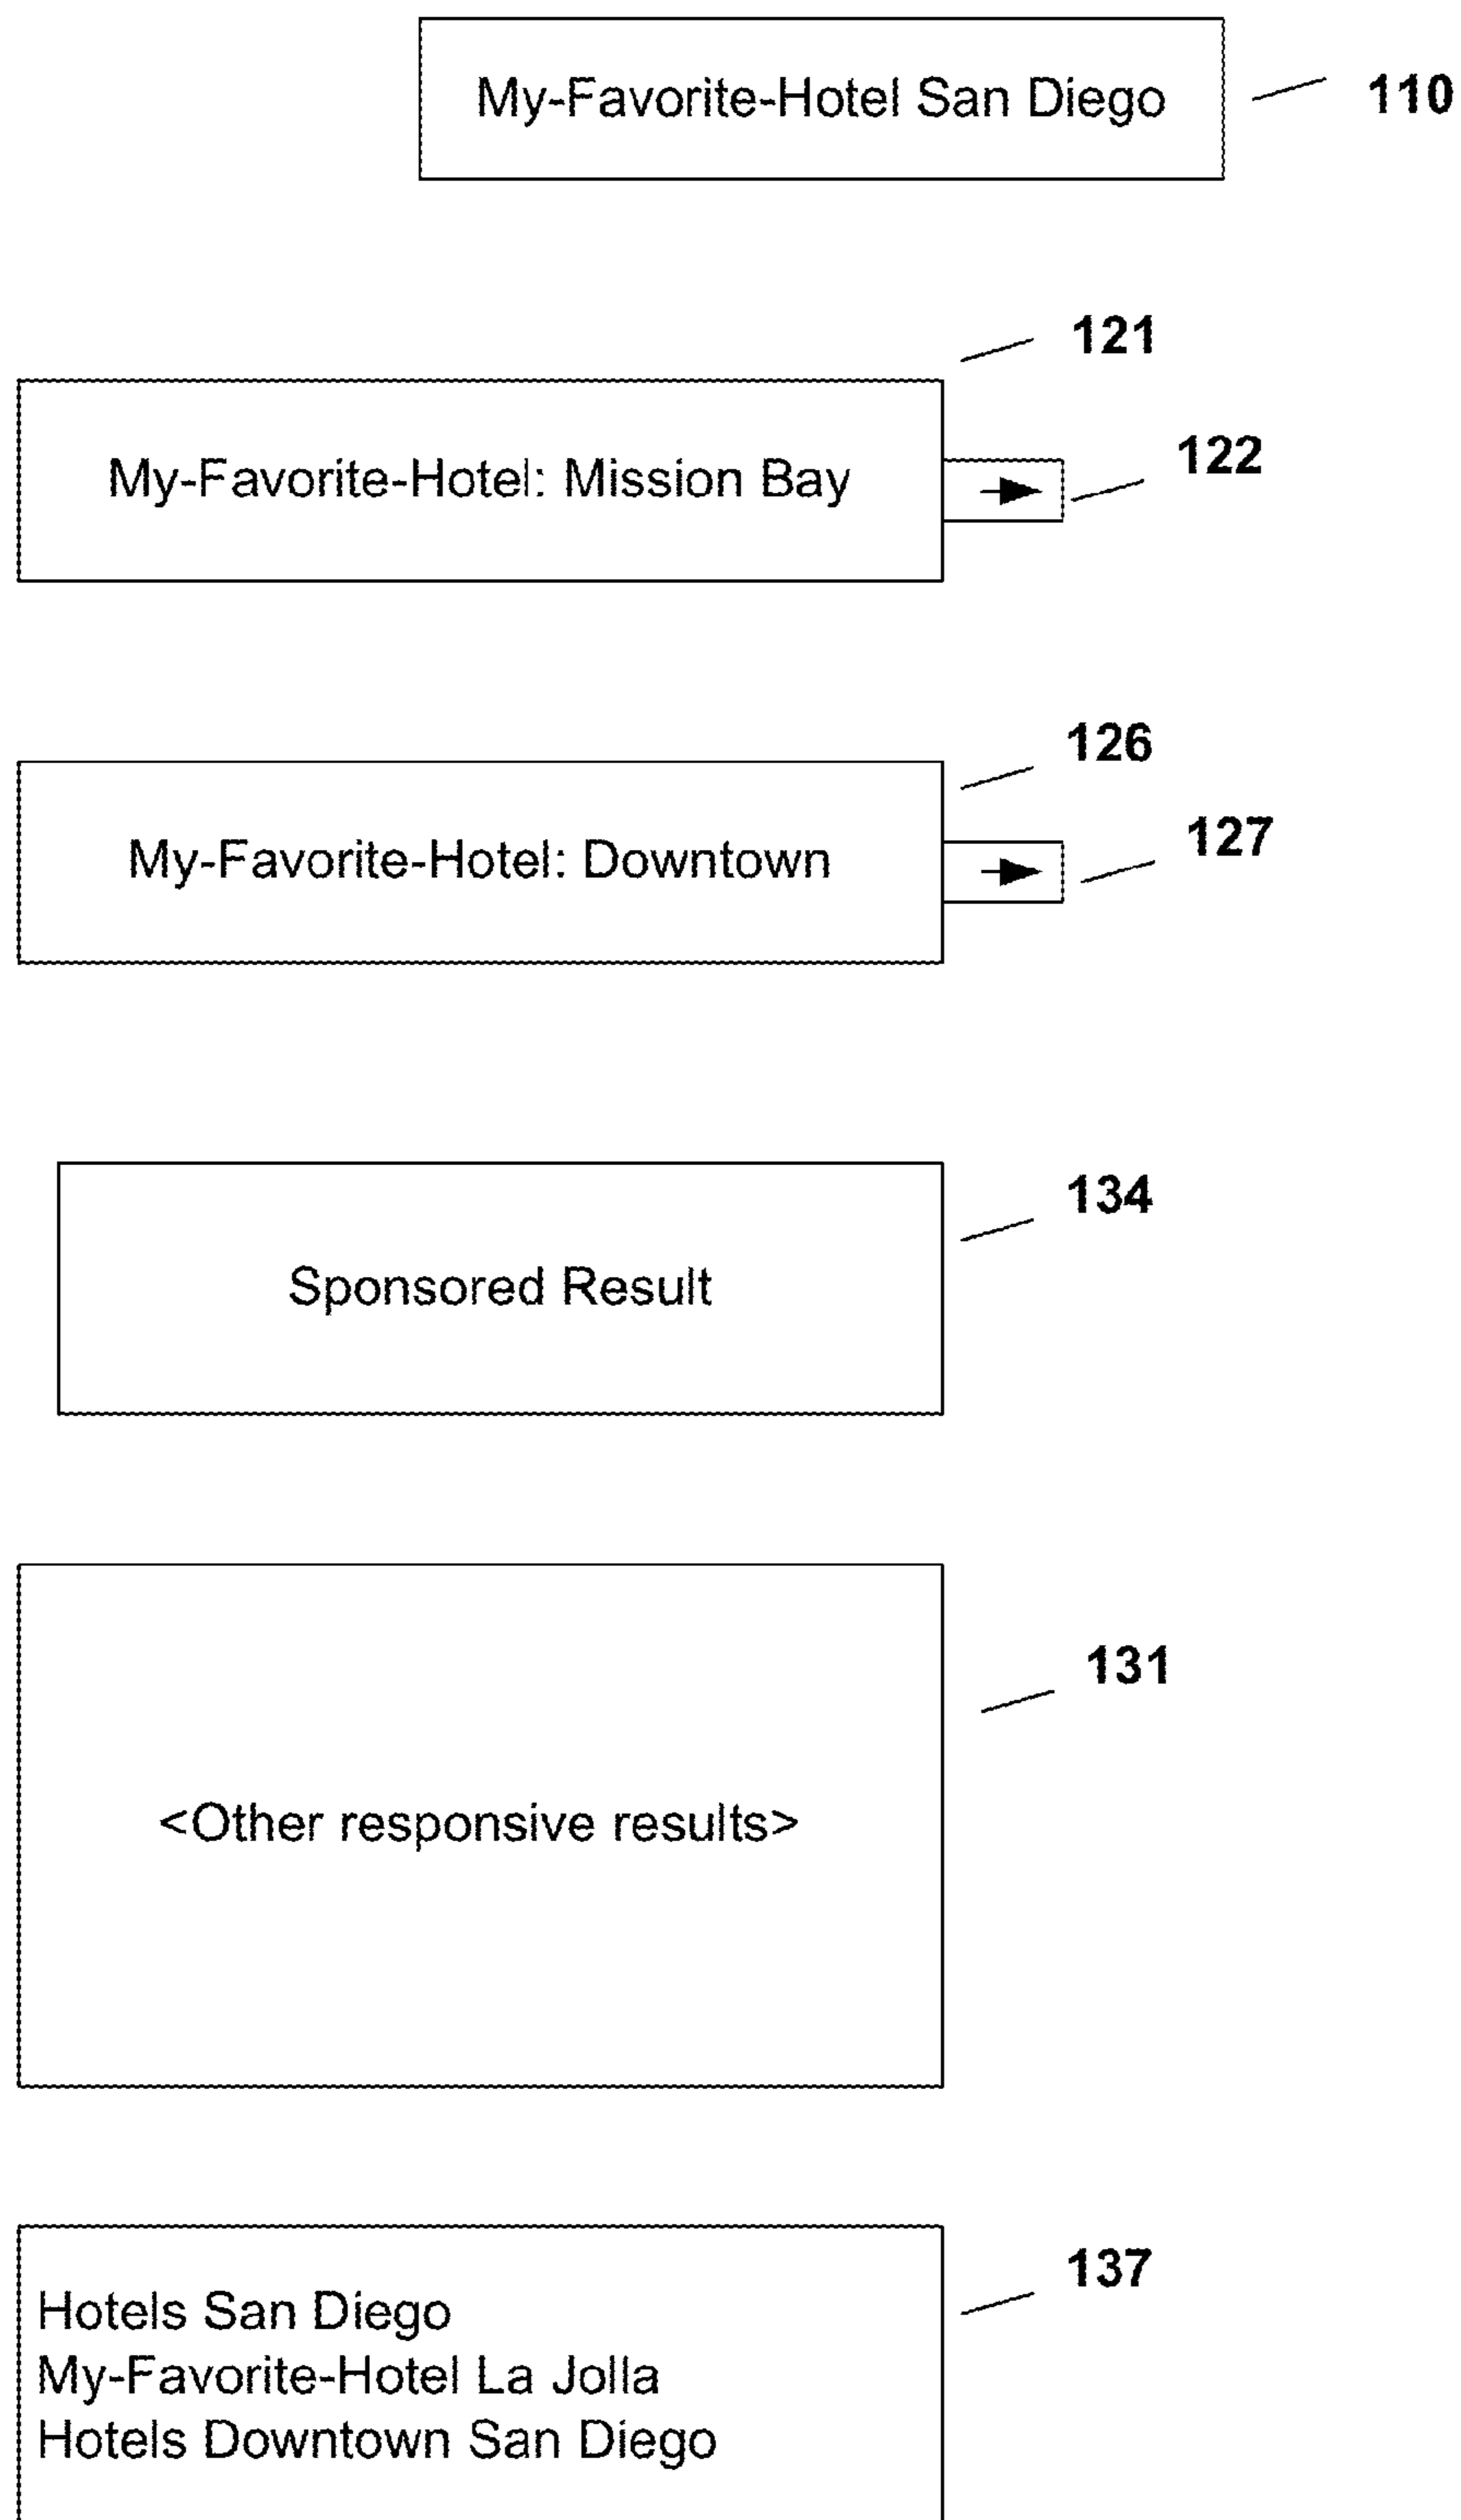 My-Favorite-Hotel San Diego
110
121
My-Favorite-Hotel: Mission Bay
122
126
My-Favorite-Hotel: Downtown
127
134
Sponsored Result
131
<Other responsive results>
137
Hotels San Diego
My-Favorite-Hotel La Jolla
Hotels Downtown San Diego